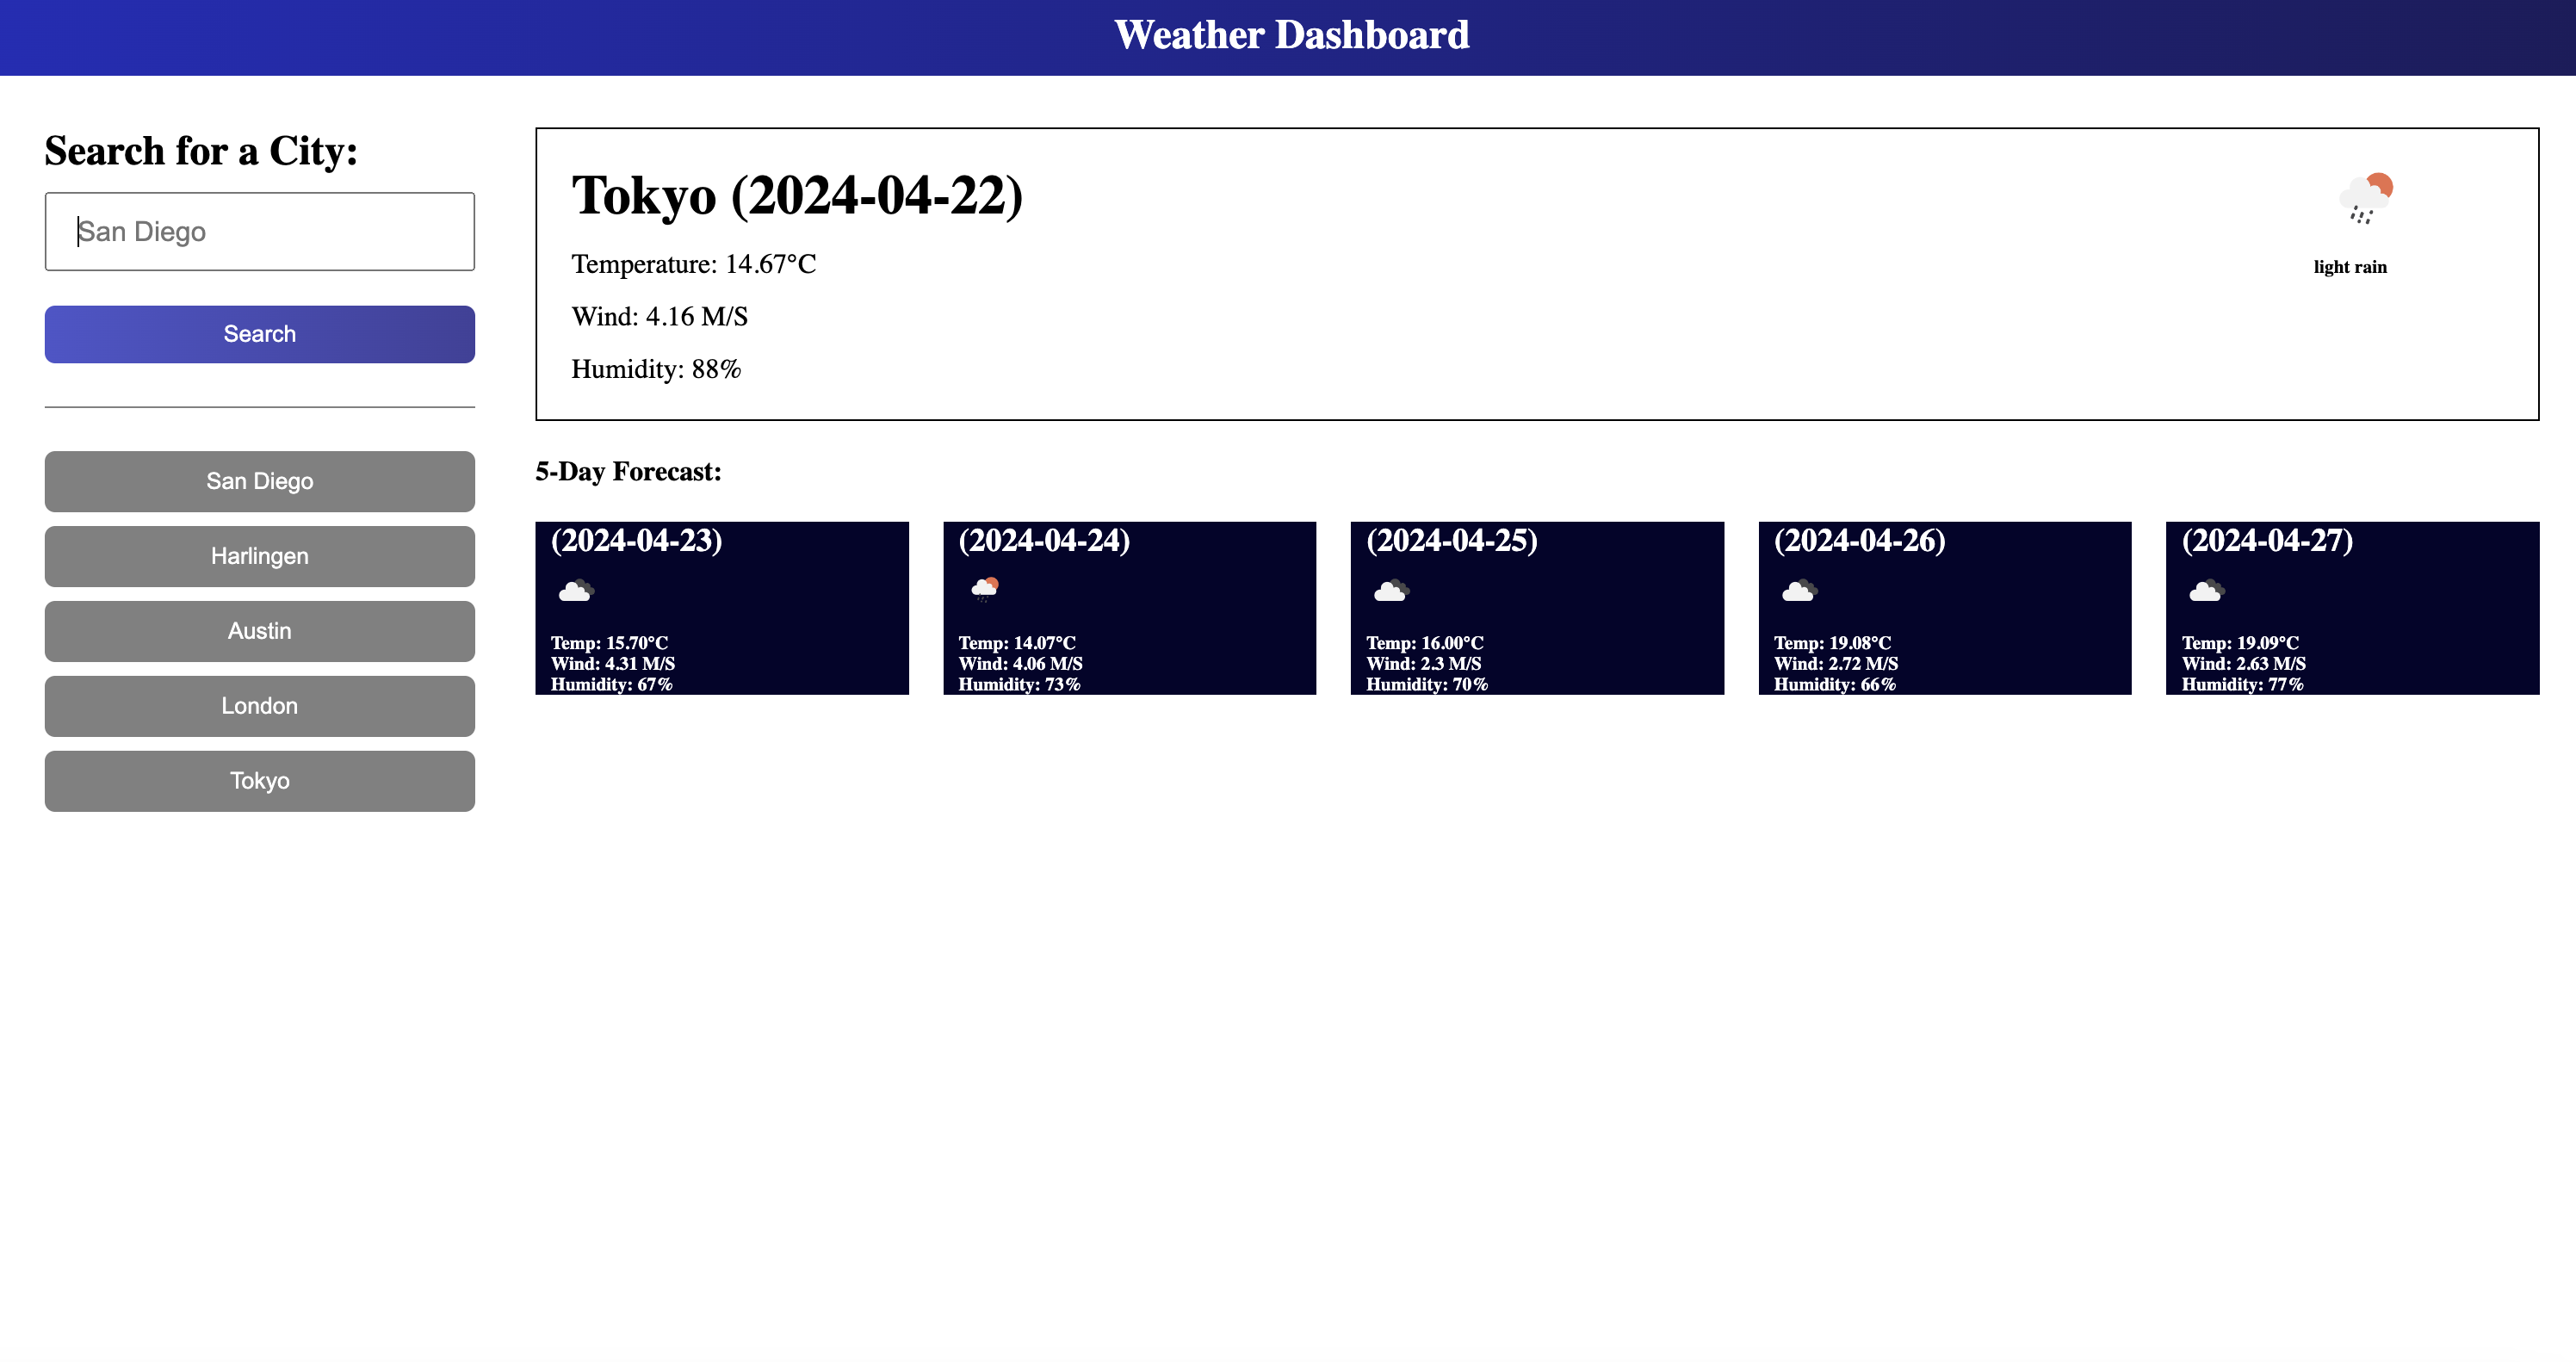 Weather Dashboard
Search for a City:
San Diego
Search
San Diego
Harlingen
Austin
London
Tokyo
Tokyo (2024-04-22)
Temperature: 14.67°C
Wind: 4.16 M/S
Humidity: 88%
light rain
5-Day Forecast:
(2024-04-23)
Temp: 15.70°C
Wind: 4.31 M/S
Humidity: 67%
(2024-04-24)
Temp: 14.07°C
Wind: 4.06 M/S
Humidity: 73%
(2024-04-25)
Temp: 16.00°C
Wind: 2.3 M/S
Humidity: 70%
(2024-04-26)
Temp: 19.08°C
Wind: 2.72 M/S
Humidity: 66%
(2024-04-27)
Temp: 19.09°C
Wind: 2.63 M/S
Humidity: 77%